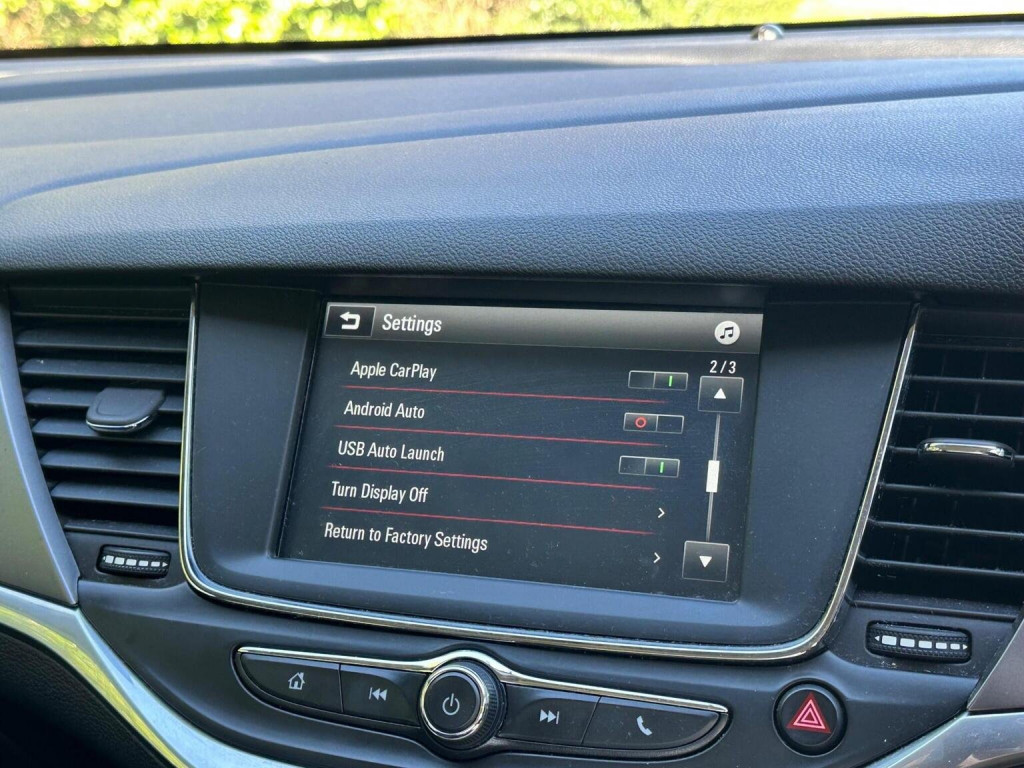 Settings
2/3
Apple CarPlay
Android Auto
USB Auto Launch
Turn Display Off
Return to Factory Settings